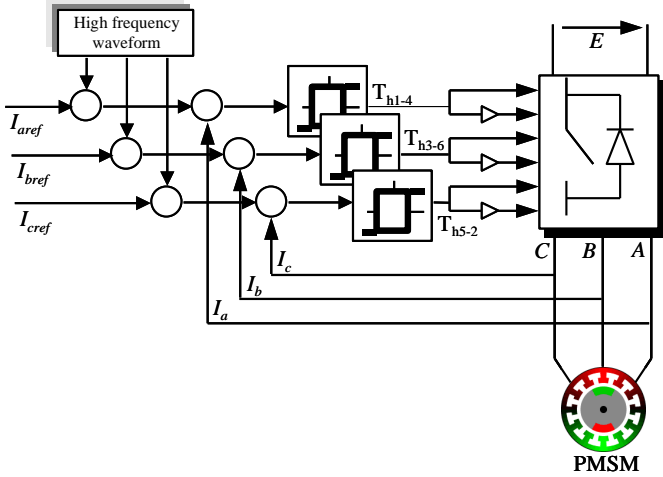 High frequency
waveform
E
T_h1-4
I_aref
T_h3-6
I_bref
I_cref
T_h5-2
C B A
I_c
I_b
I_a
PMSM